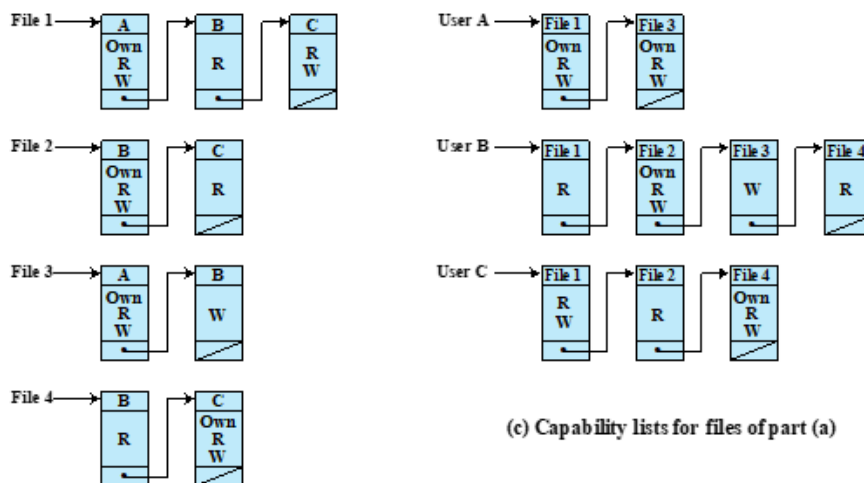 File 1
A
Own
R
W
B
R
C
R
W
File 2
B
Own
R
W
C
R
File 3
A
Own
R
W
B
W
File 4
B
R
C
Own
R
W
User A
File 1
Own
R
W
File 3
Own
R
W
User B
File 1
R
File 2
Own
R
W
File 3
W
File 4
R
User C
File 1
R
W
File 2
R
File 4
Own
R
W
(c) Capability lists for files of part (a)